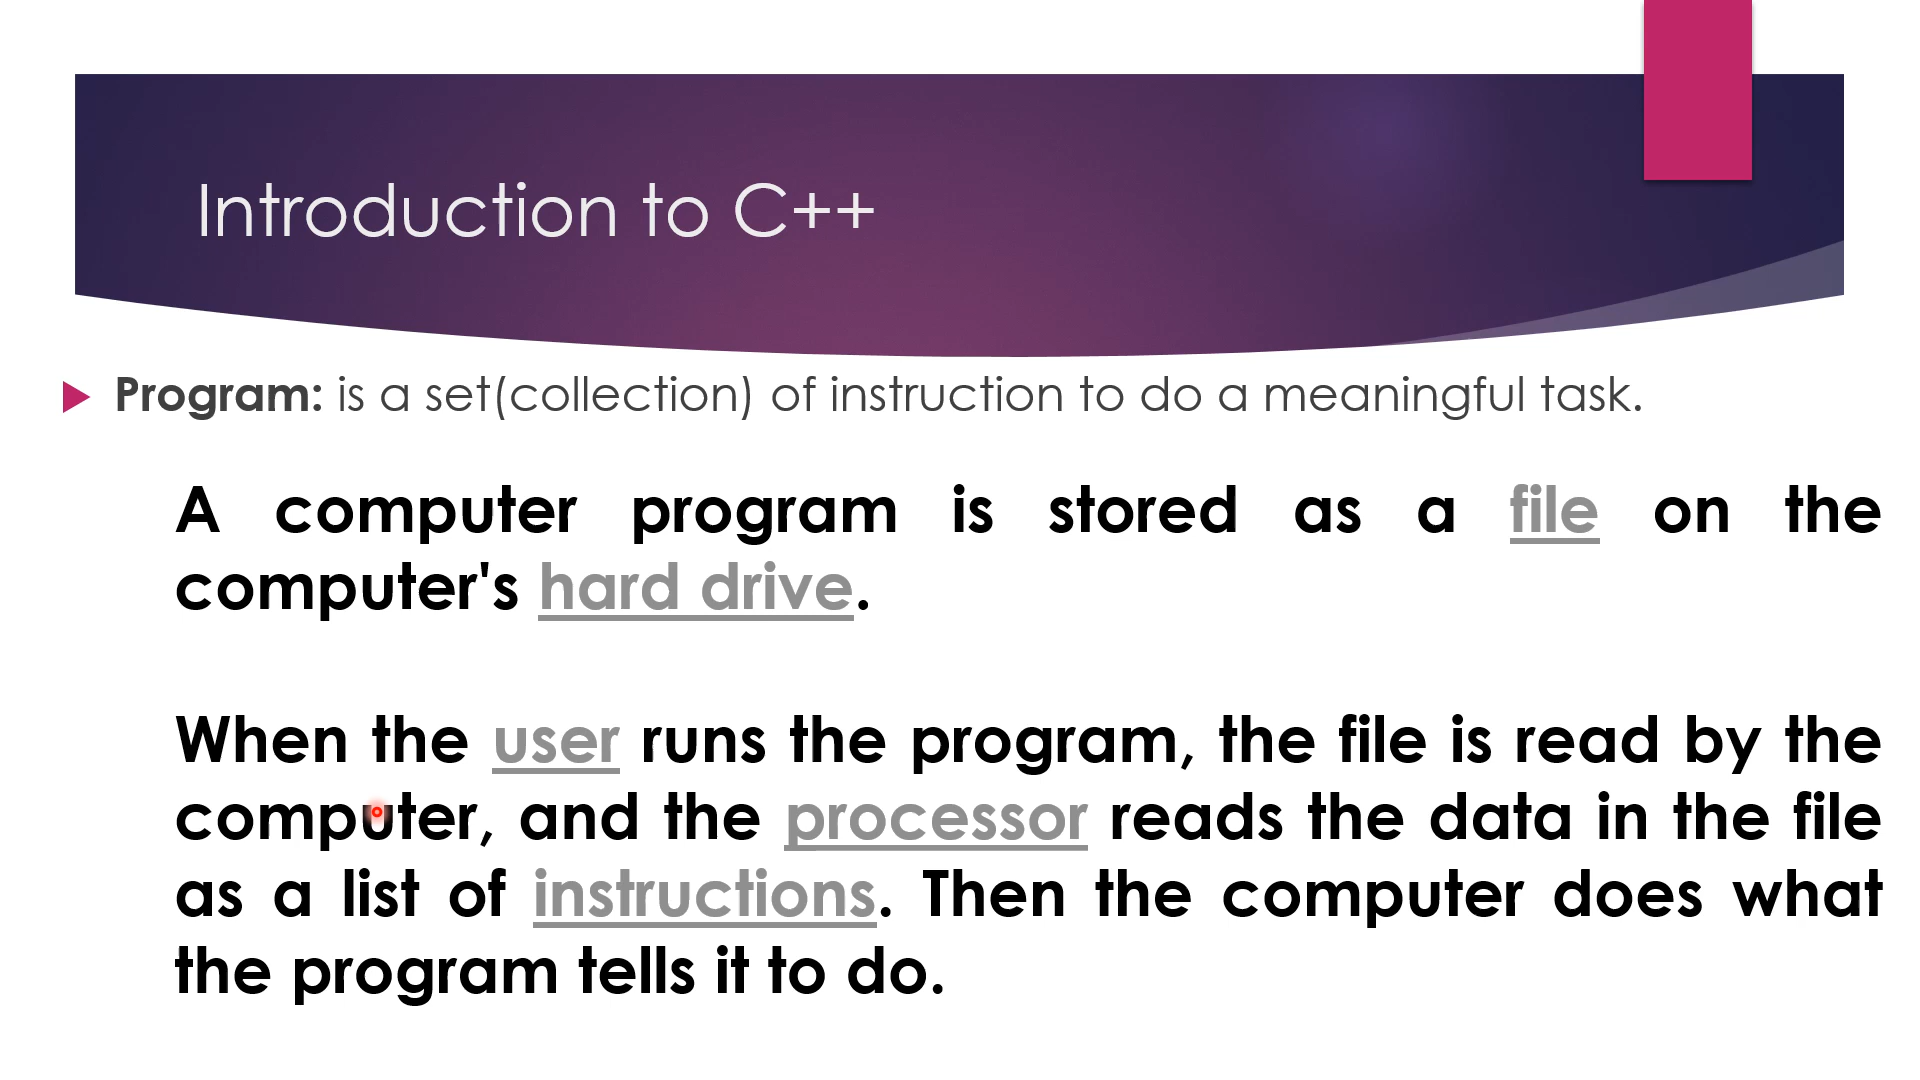 Introduction to C++
Program: is a set(collection) of instruction to do a meaningful task.
A computer program is stored as a file on the
computer's hard drive.
When the user runs the program, the file is read by the
computer, and the processor reads the data in the file
as a list of instructions. Then the computer does what
the program tells it to do.